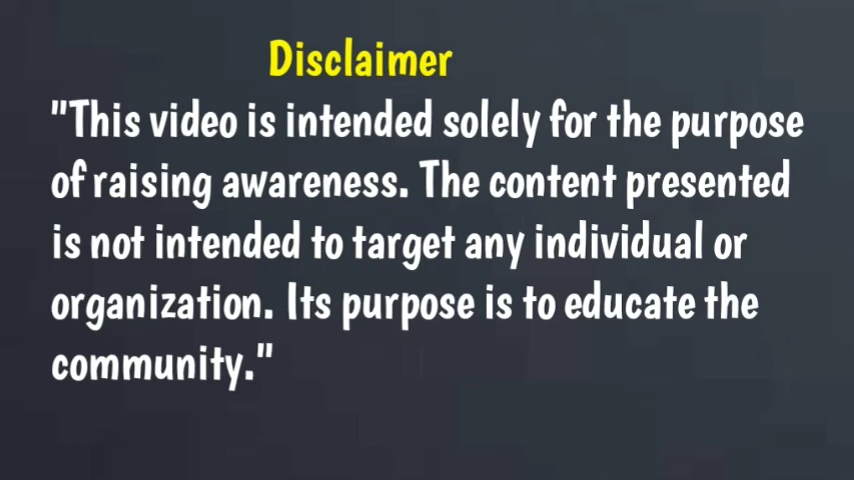 Disclaimer
"This video is intended solely for the purpose
of raising awareness. The content presented
is not intended to target any individual or
organization. Its purpose is to educate the
community."